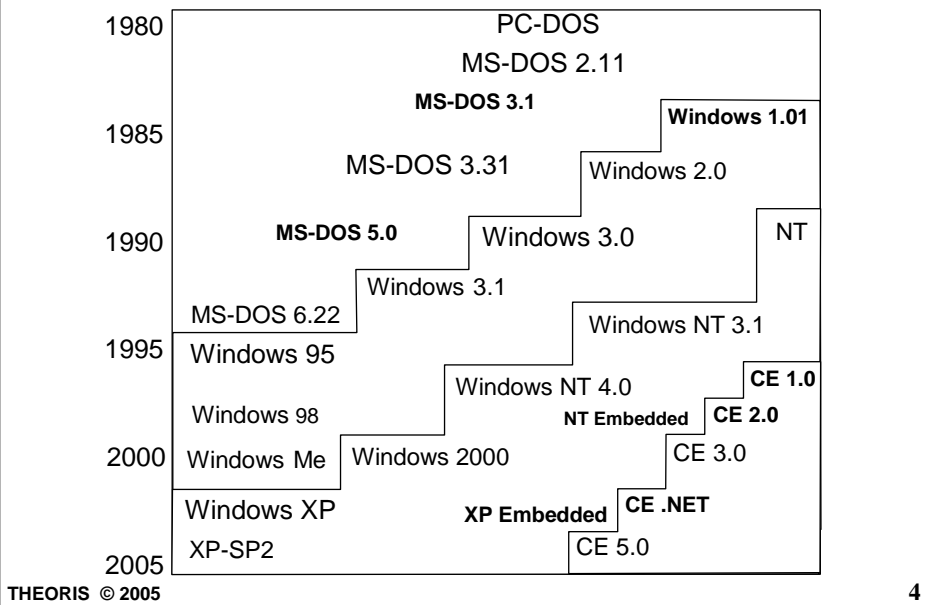 1980
PC-DOS
MS-DOS 2.11
MS-DOS 3.1
Windows 1.01
1985
MS-DOS 3.31
Windows 2.0
MS-DOS 5.0
Windows 3.0
NT
1990
Windows 3.1
MS-DOS 6.22
Windows NT 3.1
1995
Windows 95
Windows NT 4.0
CE 1.0
Windows 98
NT Embedded
CE 2.0
2000
Windows Me
Windows 2000
CE 3.0
Windows XP
XP Embedded
CE .NET
XP-SP2
CE 5.0
2005
THEORIS © 2005
4